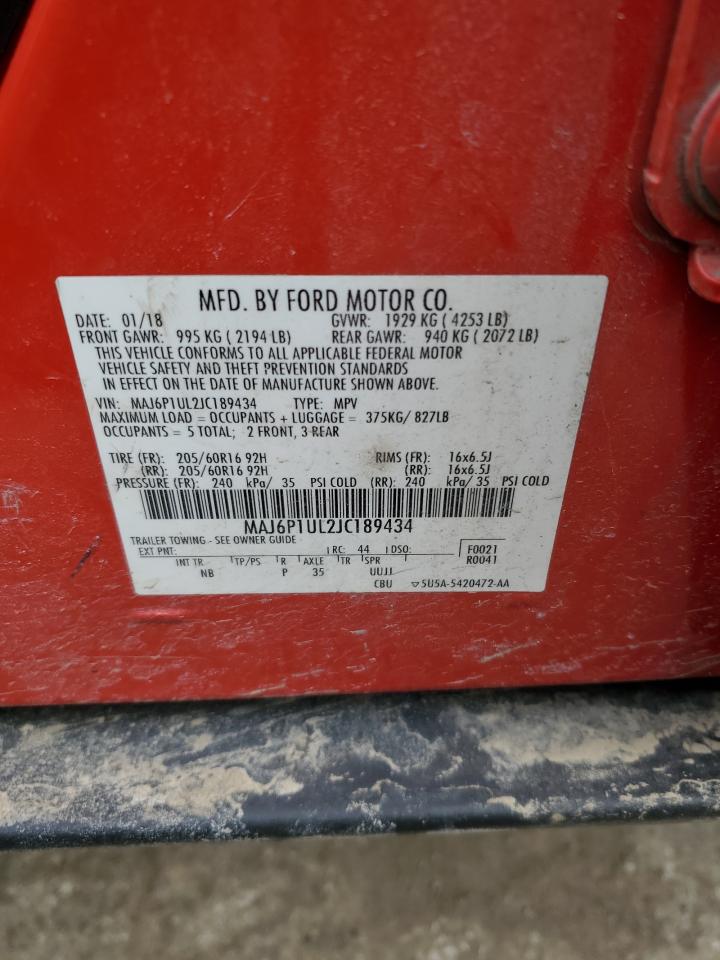 MFD. BY FORD MOTOR CO.
DATE: 01/18 GVWR: 1929 KG ( 4253 LB)
FRONT GAWR: 995 KG ( 2194 LB) REAR GAWR: 940 KG ( 2072 LB)
THIS VEHICLE CONFORMS TO ALL APPLICABLE FEDERAL MOTOR
VEHICLE SAFETY AND THEFT PREVENTION STANDARDS
IN EFFECT ON THE DATE OF MANUFACTURE SHOWN ABOVE.
VIN: MAJ6P1UL2JC189434 TYPE: MPV
MAXIMUM LOAD = OCCUPANTS + LUGGAGE = 375KG/ 827LB
OCCUPANTS = 5 TOTAL; 2 FRONT, 3 REAR
TIRE (FR): 205/60R16 92H RIMS (FR): 16x6.5J
(RR): 205/60R16 92H (RR): 16x6.5J
PRESSURE (FR): 240 kPa/ 35 PSI COLD (RR): 240 kPa/ 35 PSI COLD
MAJ6P1UL2JC189434
TRAILER TOWING - SEE OWNER GUIDE
EXT PNT: RC: 44 DSO: F0021
INT TR TP/PS R AXLE TR SPR R0041
NB P 35 UUJJ
CBU ▽5U5A-5420472-AA